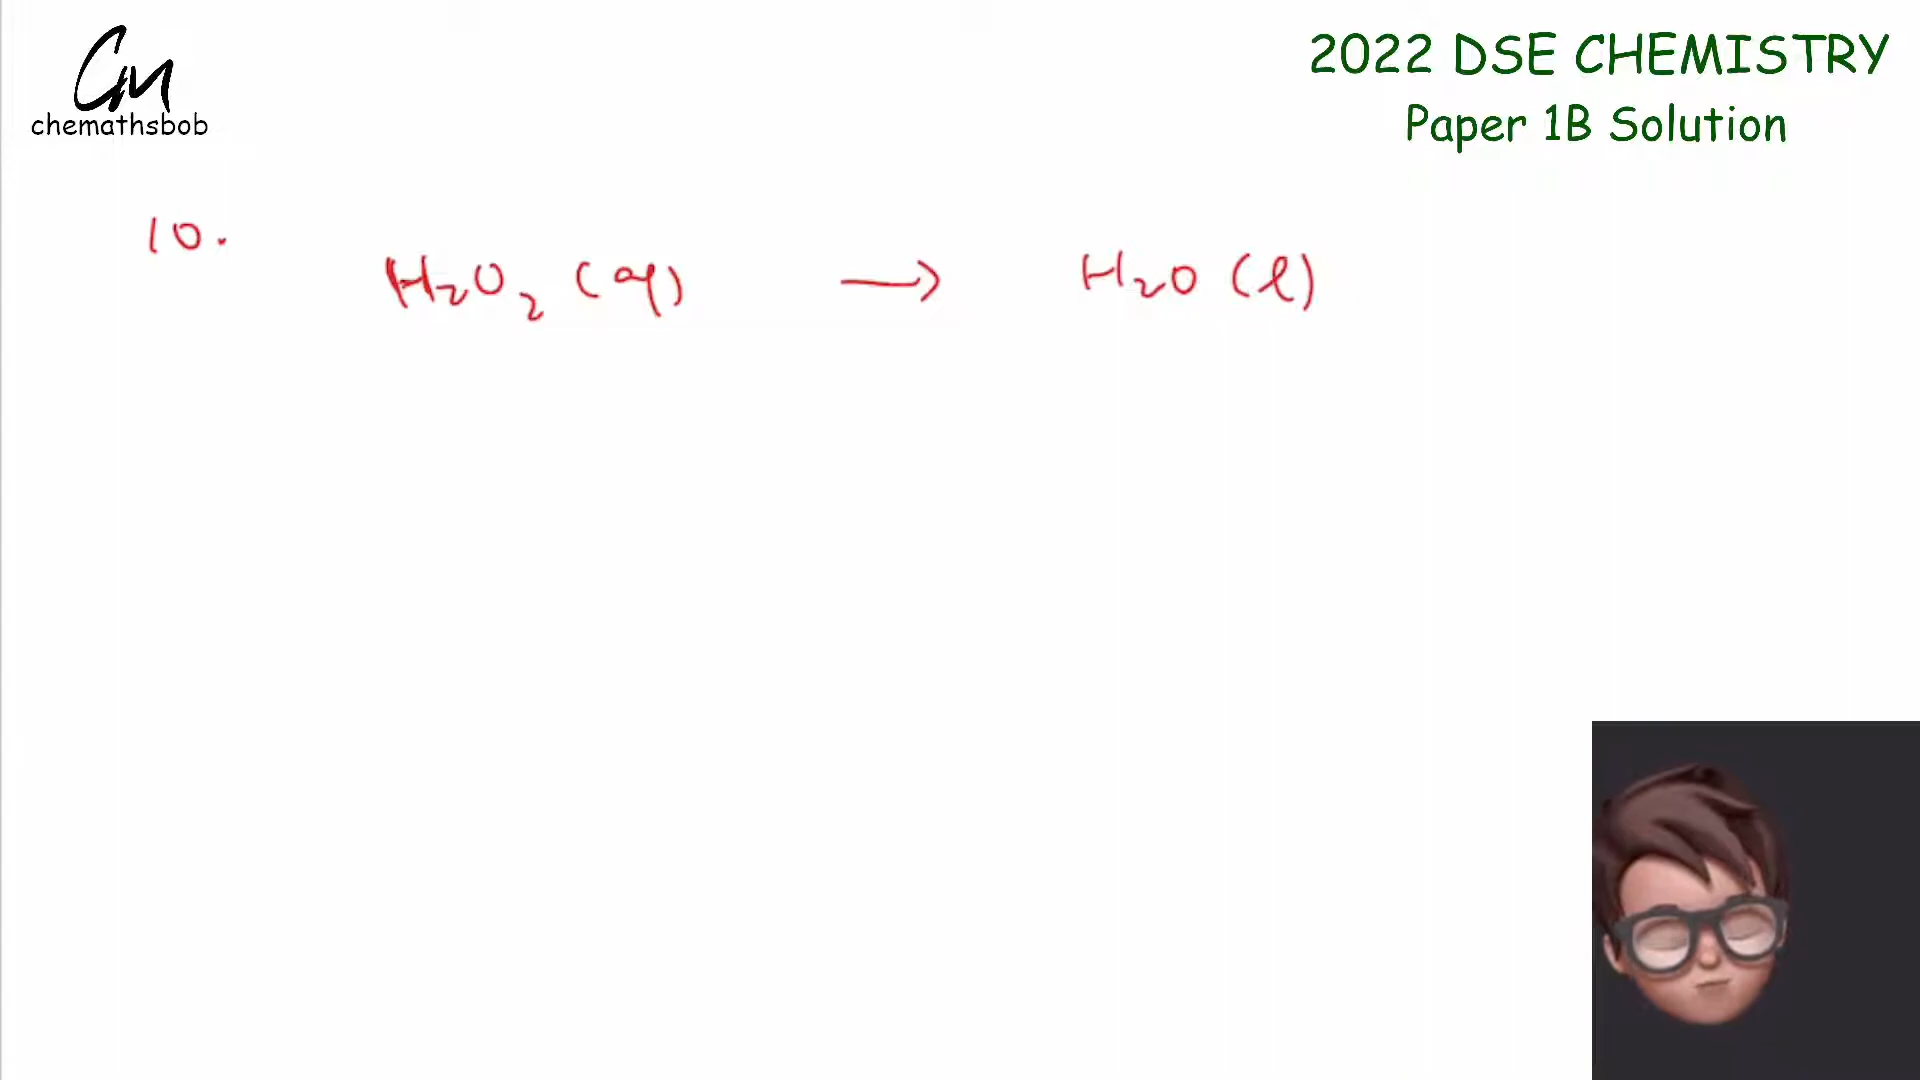 CM
chemathsbob
2022 DSE CHEMISTRY
Paper 1B Solution
10.
H₂O₂ (aq) → H₂O (l)